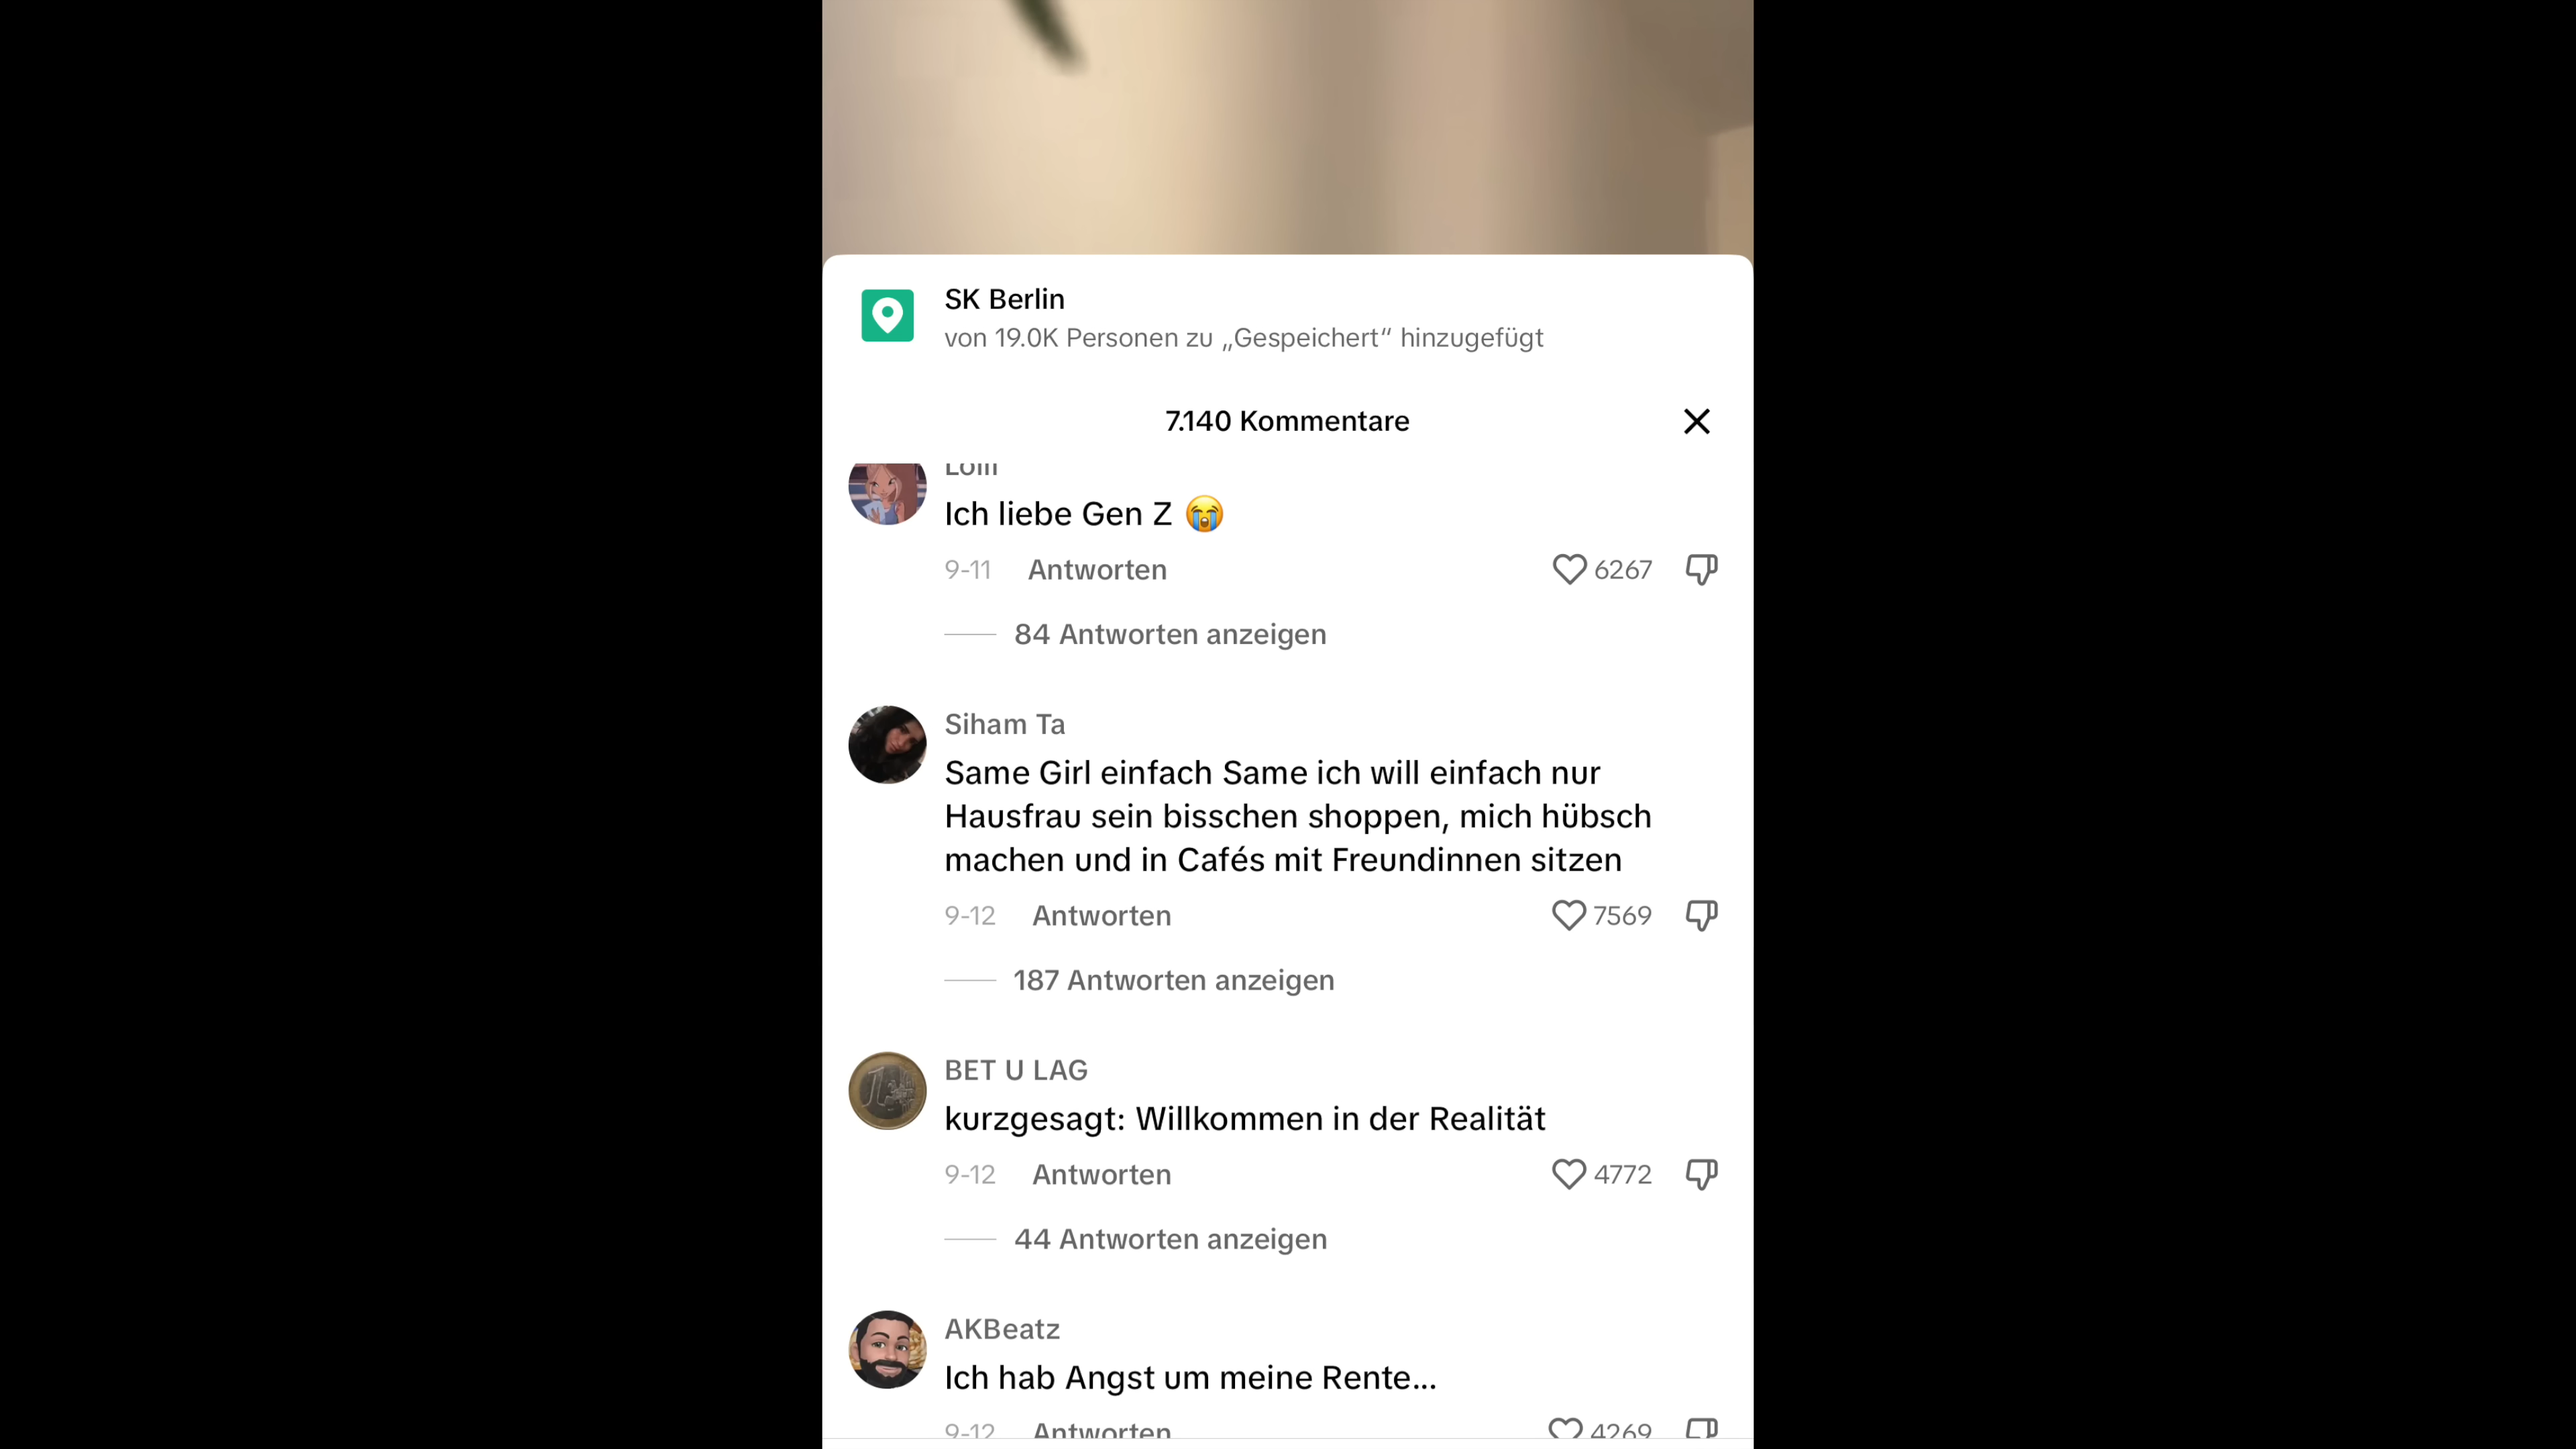 SK Berlin
von 19.0K Personen zu „Gespeichert“ hinzugefügt
7.140 Kommentare
Ich liebe Gen Z 😭
9-11 Antworten 6267
84 Antworten anzeigen
Siham Ta
Same Girl einfach Same ich will einfach nur
Hausfrau sein bisschen shoppen, mich hübsch
machen und in Cafés mit Freundinnen sitzen
9-12 Antworten 7569
187 Antworten anzeigen
BET U LAG
kurzgesagt: Willkommen in der Realität
9-12 Antworten 4772
44 Antworten anzeigen
AKBeatz
Ich hab Angst um meine Rente...
9-12 Antworten 4269